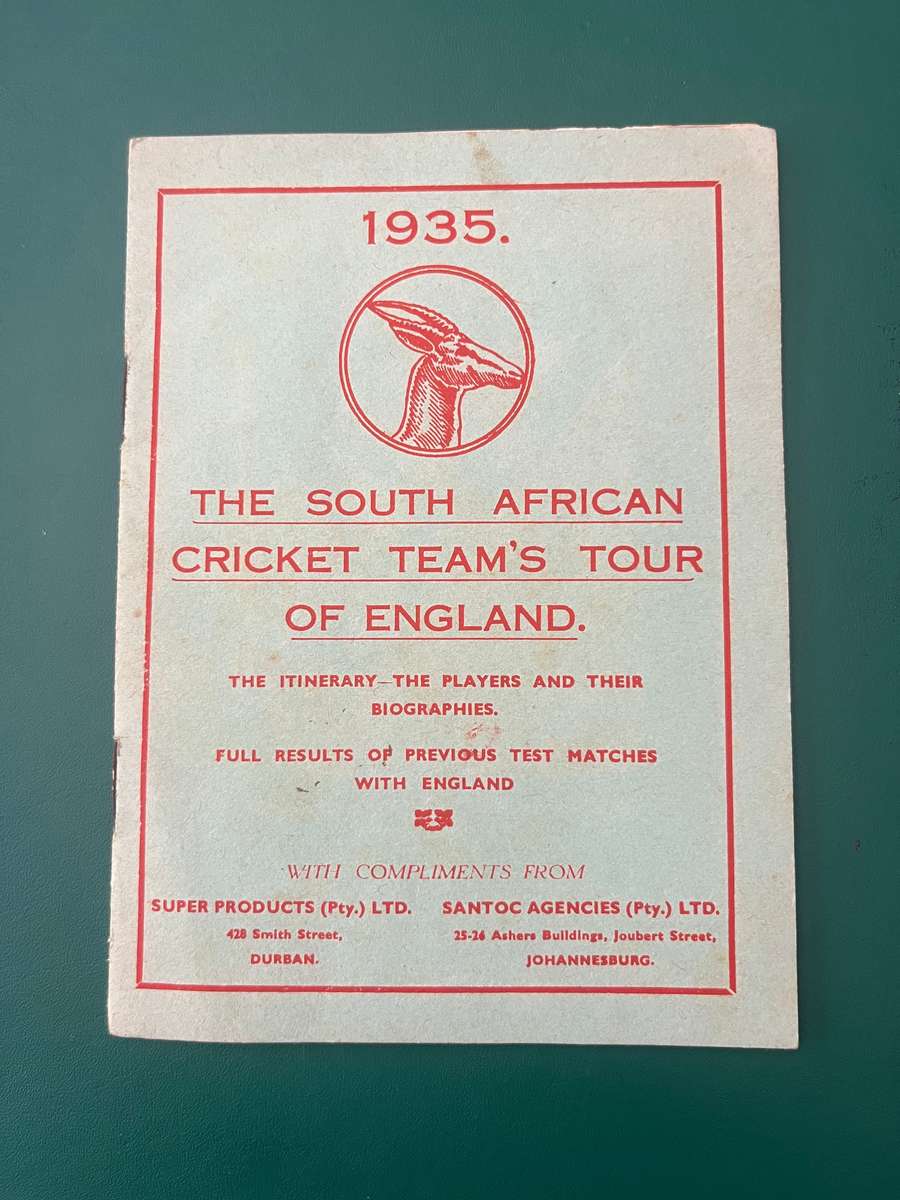 1935.
THE SOUTH AFRICAN
CRICKET TEAM'S TOUR
OF ENGLAND.
THE ITINERARY—THE PLAYERS AND THEIR
BIOGRAPHIES.
FULL RESULTS OF PREVIOUS TEST MATCHES
WITH ENGLAND
WITH COMPLIMENTS FROM
SUPER PRODUCTS (Pty.) LTD. SANTOC AGENCIES (Pty.) LTD.
428 Smith Street, 25-26 Ashers Buildings, Joubert Street,
DURBAN. JOHANNESBURG.